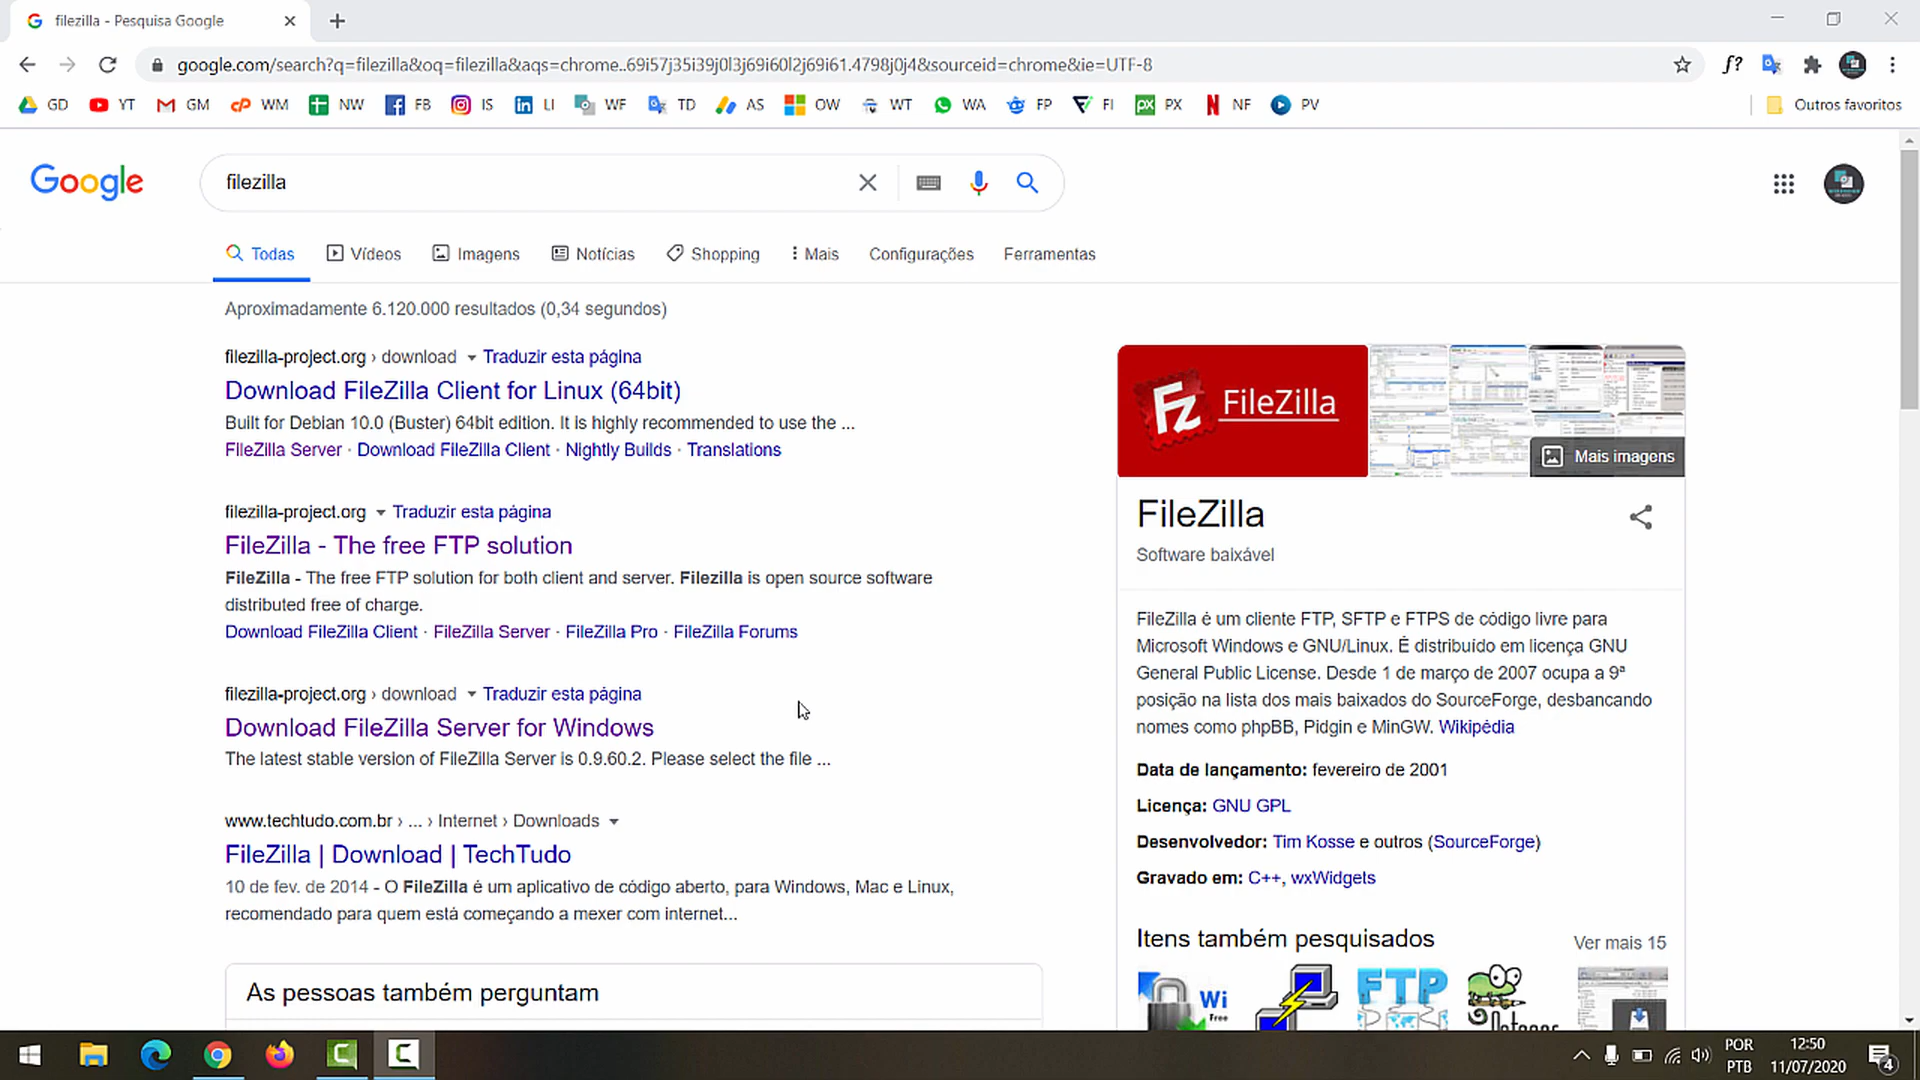 filezilla - Pesquisa Google
google.com/search?q=filezilla&oq=filezilla&aqs=chrome..69i57j35i39j0l3j69i60l2j69i61.4798j0j4&sourceid=chrome&ie=UTF-8
f?
GD YT GM WM NW FB IS LI WF TD AS OW WT WA FP FI PX NF PV Outros favoritos
Google
filezilla
Todas Vídeos Imagens Notícias Shopping Mais Configurações Ferramentas
Aproximadamente 6.120.000 resultados (0,34 segundos)
filezilla-project.org › download Traduzir esta página
Download FileZilla Client for Linux (64bit)
Built for Debian 10.0 (Buster) 64bit edition. It is highly recommended to use the ...
FileZilla Server · Download FileZilla Client · Nightly Builds · Translations
filezilla-project.org Traduzir esta página
FileZilla - The free FTP solution
FileZilla - The free FTP solution for both client and server. Filezilla is open source software
distributed free of charge.
Download FileZilla Client · FileZilla Server · FileZilla Pro · FileZilla Forums
filezilla-project.org › download Traduzir esta página
Download FileZilla Server for Windows
The latest stable version of FileZilla Server is 0.9.60.2. Please select the file ...
www.techtudo.com.br › ... › Internet › Downloads
FileZilla | Download | TechTudo
10 de fev. de 2014 - O FileZilla é um aplicativo de código aberto, para Windows, Mac e Linux,
recomendado para quem está começando a mexer com internet...
As pessoas também perguntam
Fz FileZilla
Mais imagens
FileZilla
Software baixável
FileZilla é um cliente FTP, SFTP e FTPS de código livre para
Microsoft Windows e GNU/Linux. É distribuído em licença GNU
General Public License. Desde 1 de março de 2007 ocupa a 9ª
posição na lista dos mais baixados do SourceForge, desbancando
nomes como phpBB, Pidgin e MinGW. Wikipédia
Data de lançamento: fevereiro de 2001
Licença: GNU GPL
Desenvolvedor: Tim Kosse e outros (SourceForge)
Gravado em: C++, wxWidgets
Itens também pesquisados Ver mais 15
Wi
Free
FTP
POR
PTB
12:50
11/07/2020
4